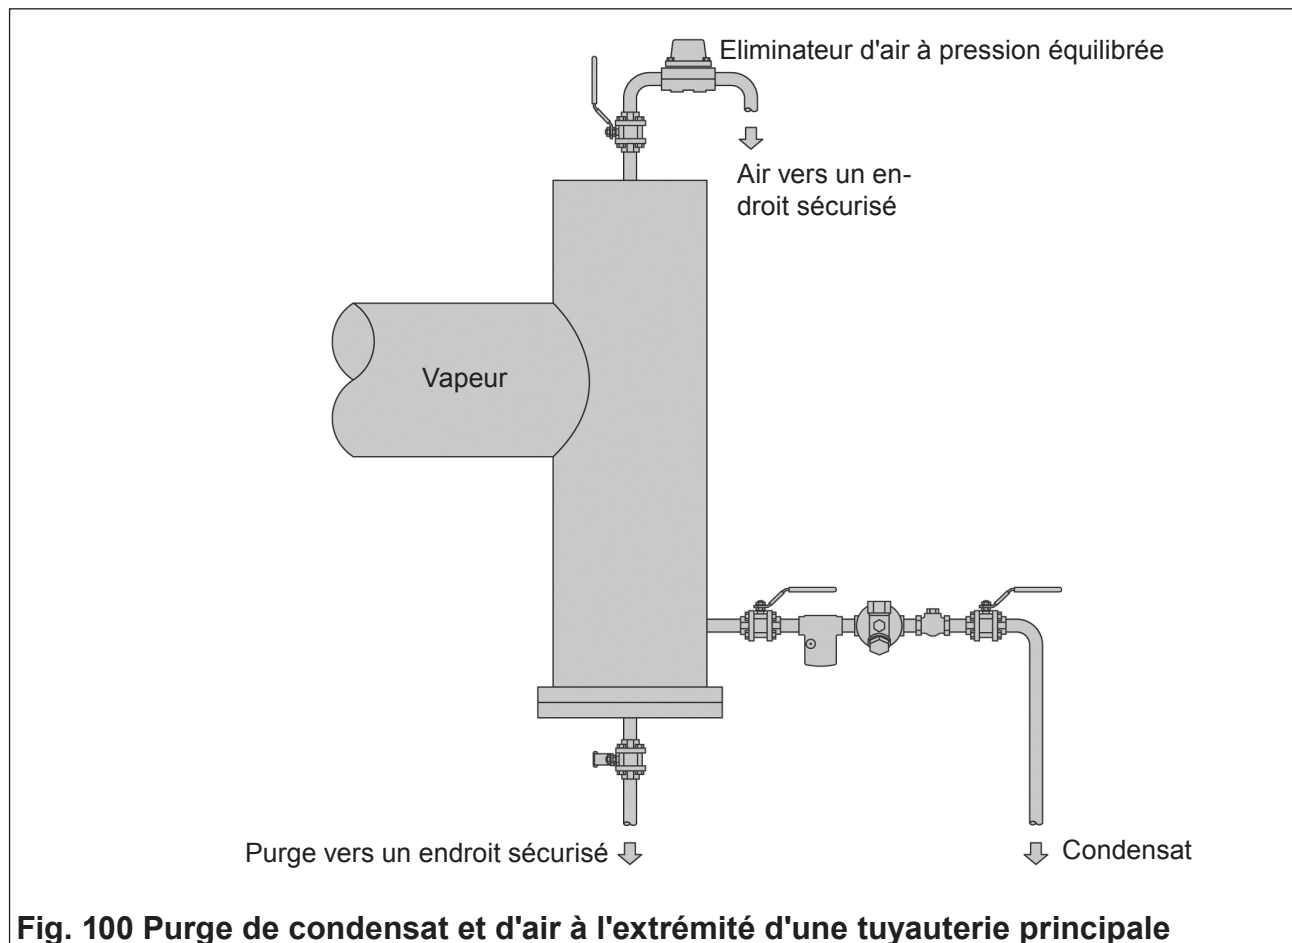 Eliminateur d'air à pression équilibrée
Air vers un en-
droit sécurisé
Vapeur
Purge vers un endroit sécurisé
Condensat
Fig. 100 Purge de condensat et d'air à l'extrémité d'une tuyauterie principale